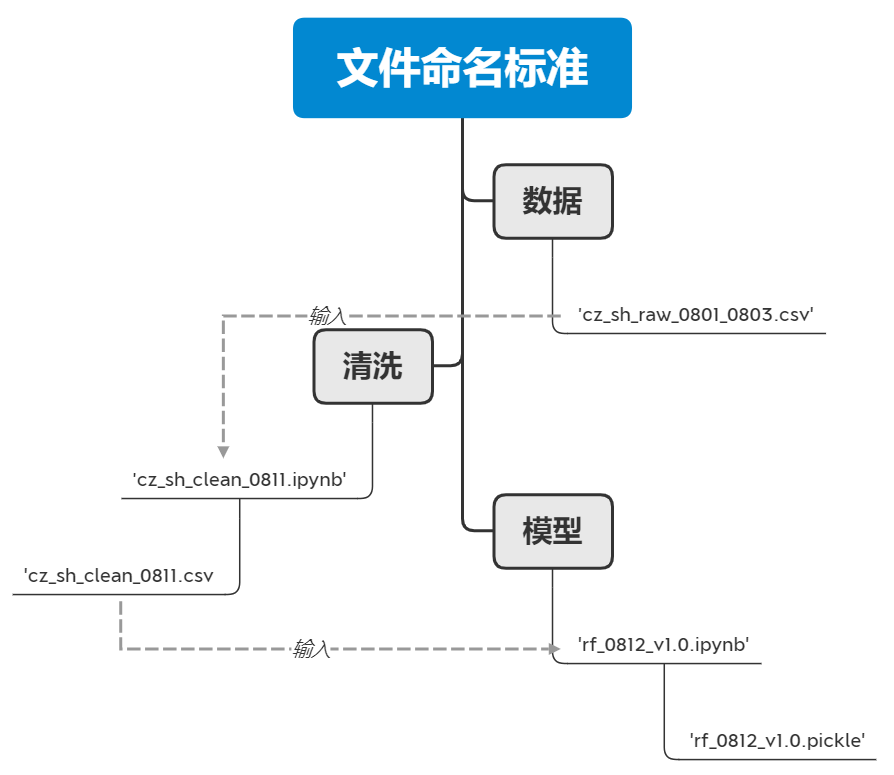 文件命名标准
数据
'cz_sh_raw_0801_0803.csv'
输入
清洗
'cz_sh_clean_0811.ipynb'
模型
'cz_sh_clean_0811.csv
输入
'rf_0812_v1.0.ipynb'
'rf_0812_v1.0.pickle'